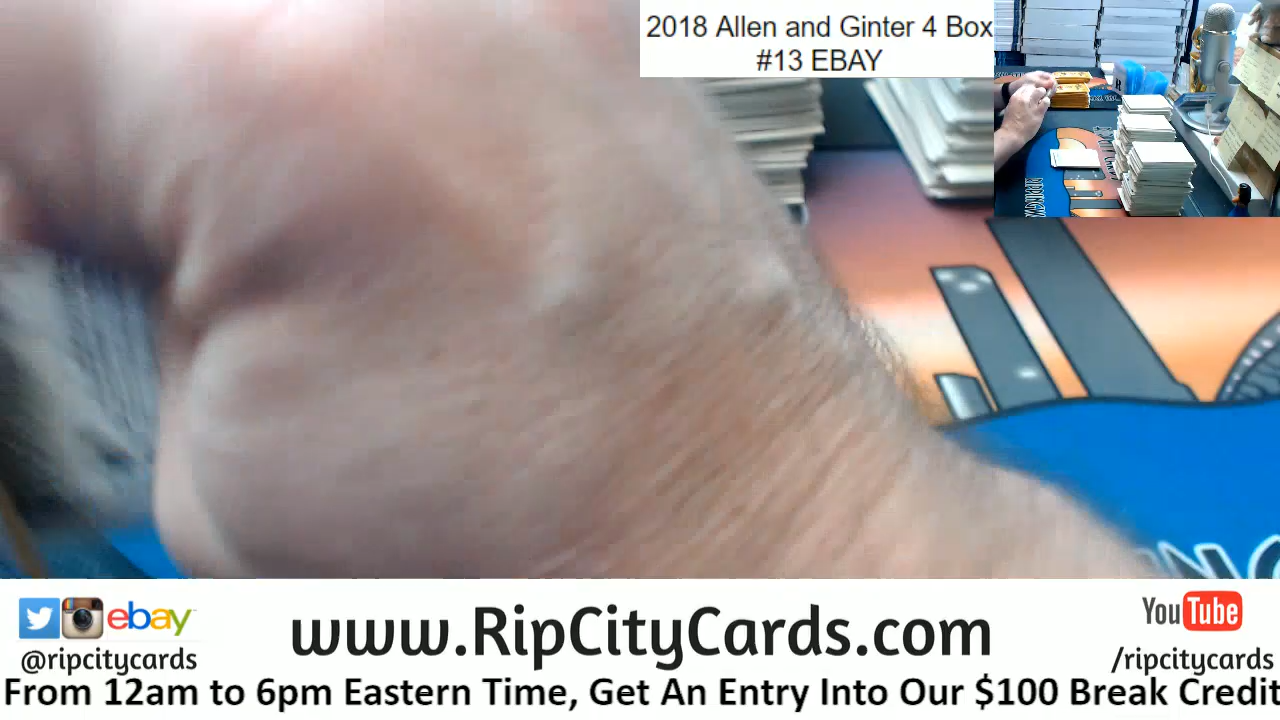 2018 Allen and Ginter 4 Box
#13 EBAY
ebay
www.RipCityCards.com
YouTube
@ripcitycards
/ripcitycards
From 12am to 6pm Eastern Time, Get An Entry Into Our $100 Break Credit